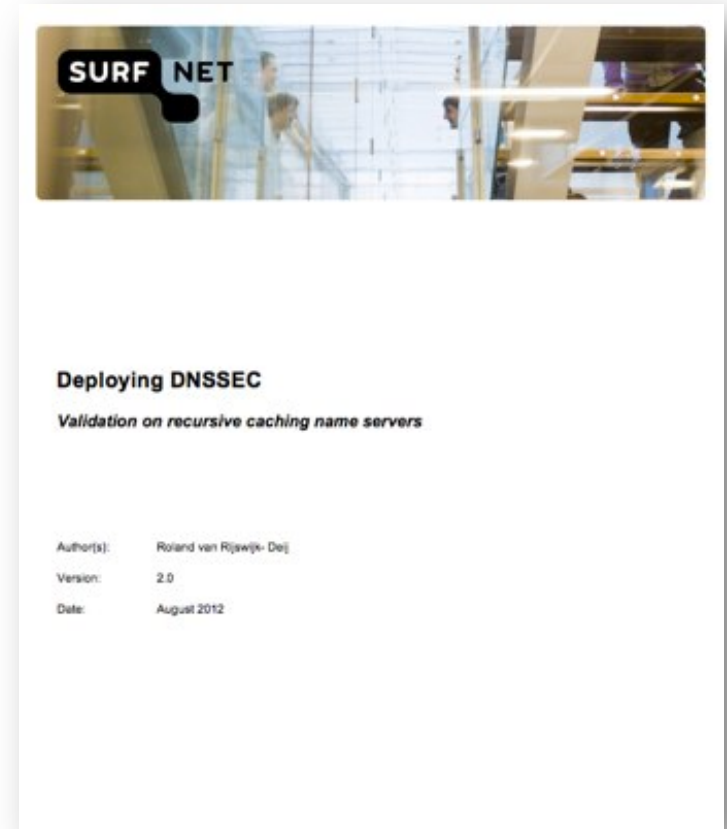 SURF NET
Deploying DNSSEC
Validation on recursive caching name servers
Author(s): Roland van Rijswijk- Deij
Version: 2.0
Date: August 2012